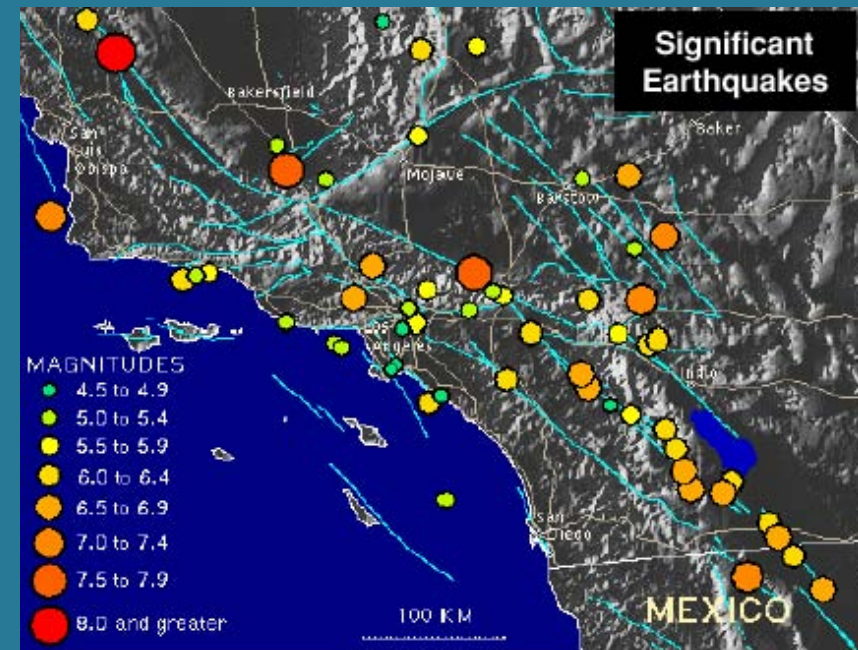 Significant
Earthquakes
Bakersfield
Baker
San
Luis
Obispo
Mojave
Barstow
Los
Angeles
Indio
MAGNITUDES
4.5 to 4.9
5.0 to 5.4
5.5 to 5.9
6.0 to 6.4
6.5 to 6.9
7.0 to 7.4
7.5 to 7.9
8.0 and greater
San
Diego
100 KM
MEXICO